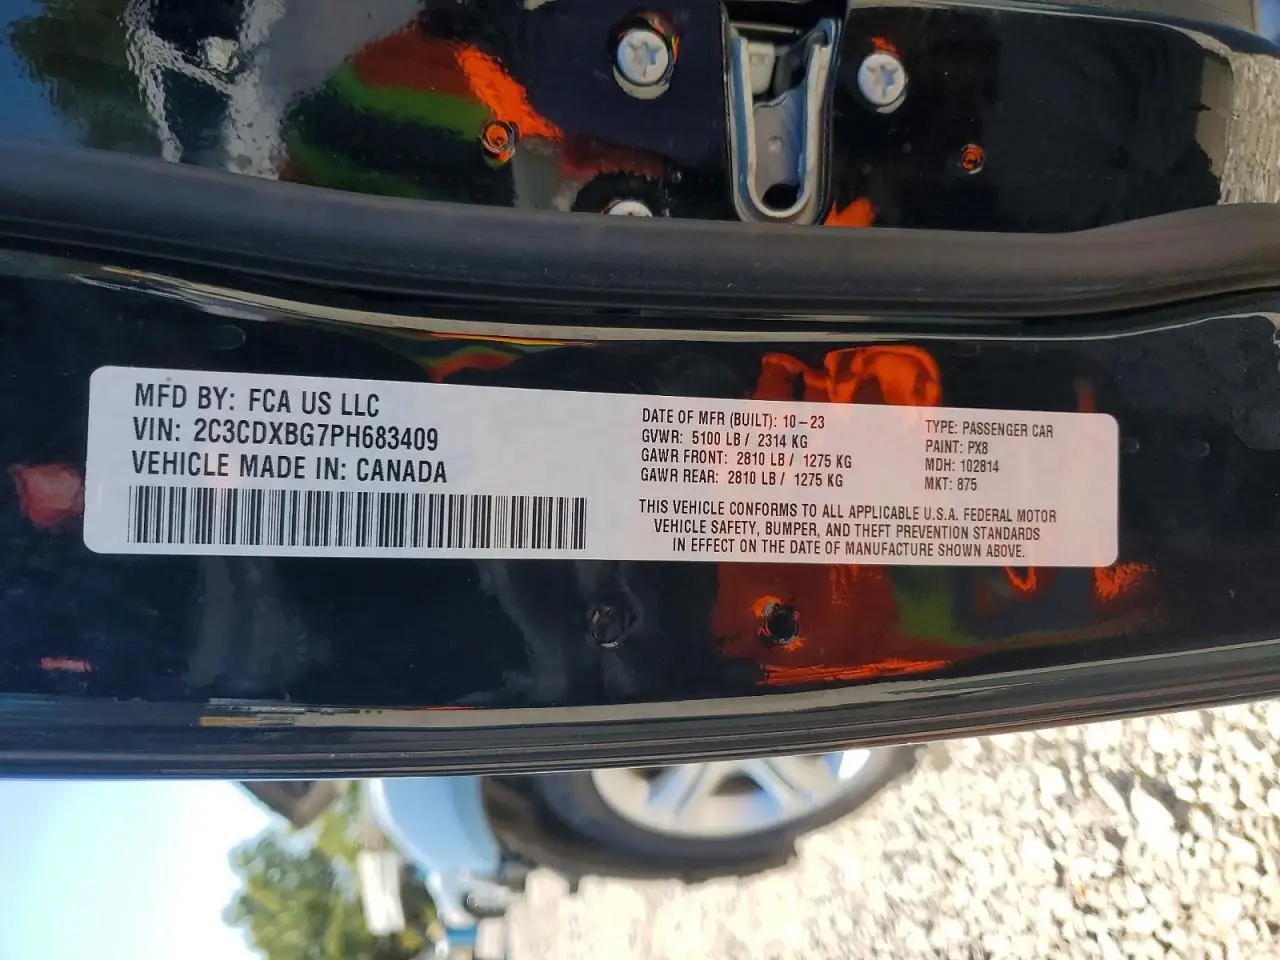 MFD BY: FCA US LLC
VIN: 2C3CDXBG7PH683409
VEHICLE MADE IN: CANADA
DATE OF MFR (BUILT): 10-23
GVWR: 5100 LB / 2314 KG
GAWR FRONT: 2810 LB / 1275 KG
GAWR REAR: 2810 LB / 1275 KG
TYPE: PASSENGER CAR
PAINT: PX8
MDH: 102814
MKT: 875
THIS VEHICLE CONFORMS TO ALL APPLICABLE U.S.A. FEDERAL MOTOR
VEHICLE SAFETY, BUMPER, AND THEFT PREVENTION STANDARDS
IN EFFECT ON THE DATE OF MANUFACTURE SHOWN ABOVE.